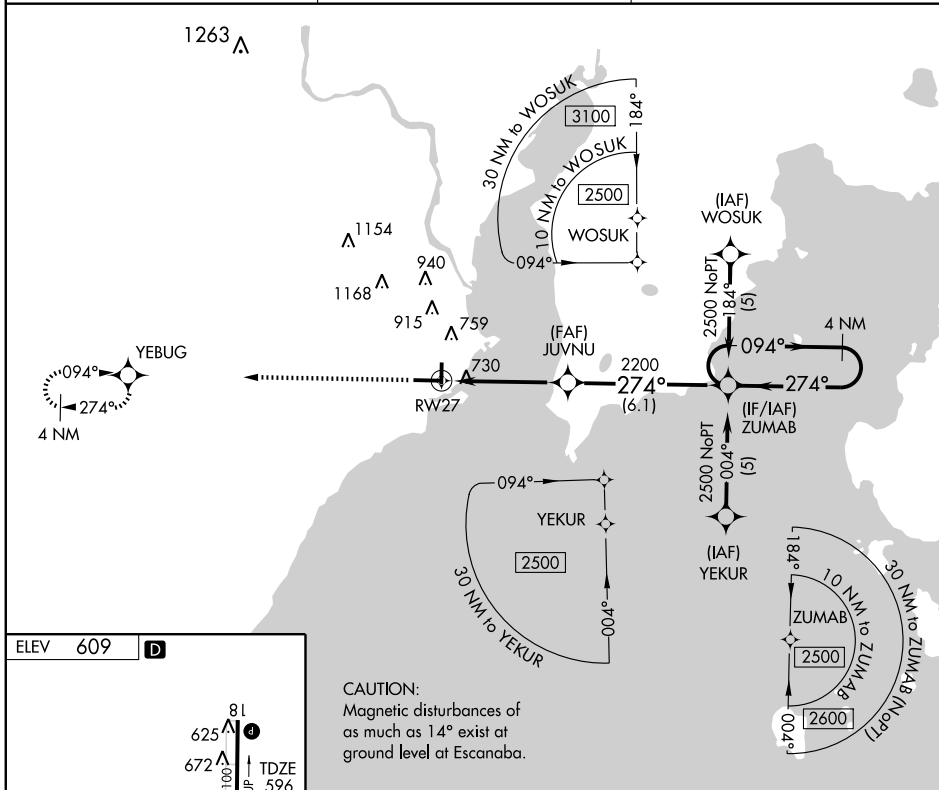 1263
30 NM to WOSUK
3100
184°
10 NM to WOSUK
2500
WOSUK
094°
(IAF)
WOSUK
2500 NoPT
184°
(5)
1154
940
1168
915
759
730
RW27
YEBUG
094°
274°
4 NM
(FAF)
JUVNU
2200
274°
(6.1)
094°
4 NM
274°
(IF/IAF)
ZUMAB
2500 NoPT
004°
(5)
(IAF)
YEKUR
094°
YEKUR
2500
004°
30 NM to YEKUR
184°
10 NM to ZUMAB
30 NM to ZUMAB (NoPT)
ZUMAB
2500
2600
004°
CAUTION:
Magnetic disturbances of
as much as 14° exist at
ground level at Escanaba.
ELEV 609 D
18
625 P
672
TDZE
596
100
UP